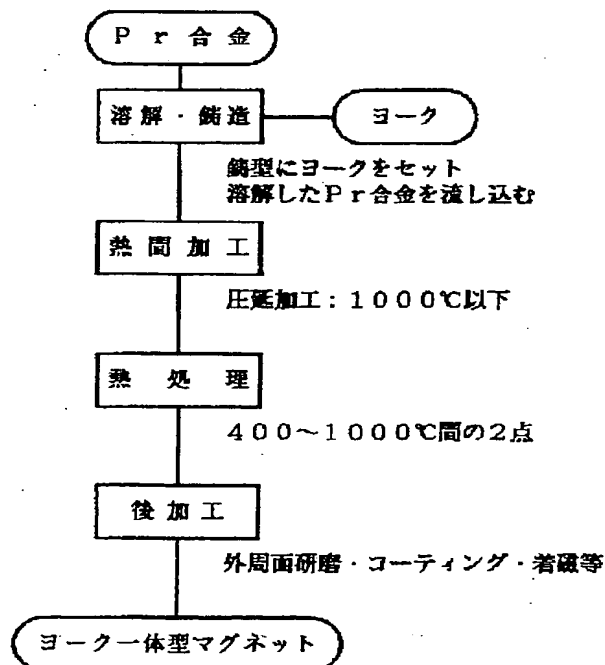 Ｐｒ合金
溶解・鋳造
ヨーク
鋳型にヨークをセット
溶解したＰｒ合金を流し込む
熱間加工
圧延加工：１０００℃以下
熱処理
４００～１０００℃間の２点
後加工
外周面研磨・コーティング・着磁等
ヨーク一体型マグネット